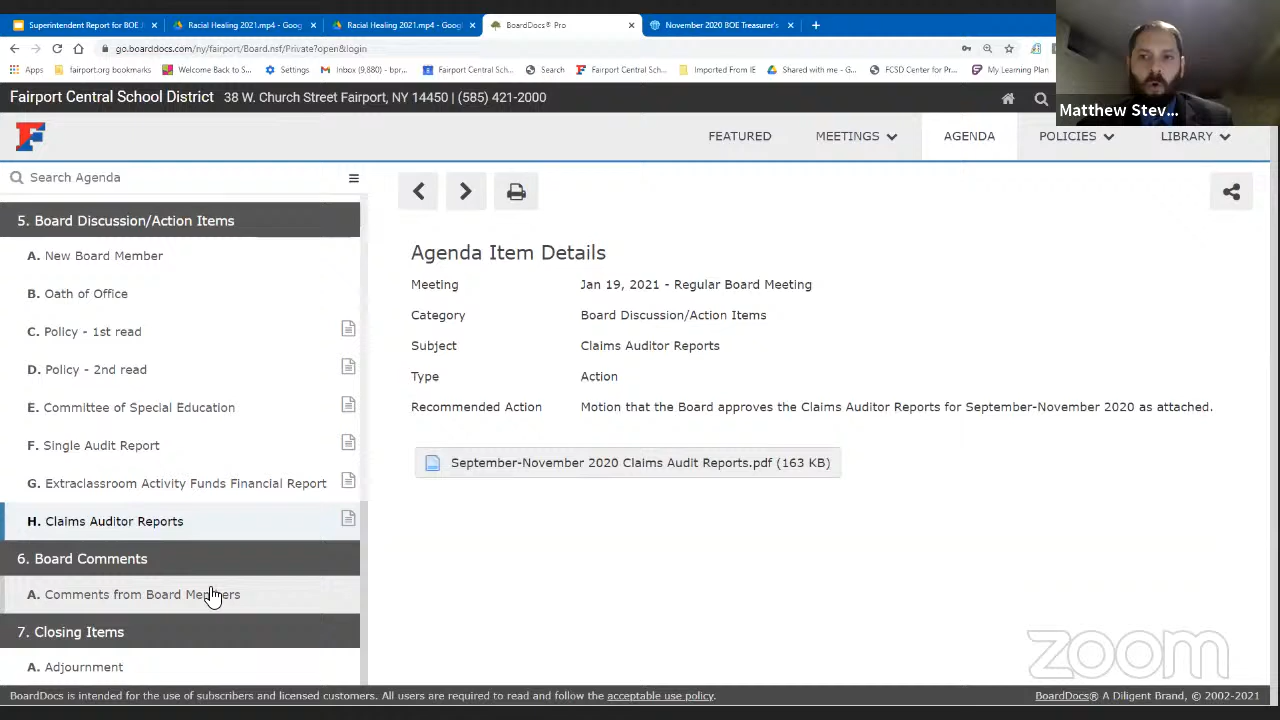 Superintendent Report for BOE
Racial Healing 2021.mp4 - Goog
Racial Healing 2021.mp4 - Goog
BoardDocs® Pro
November 2020 BOE Treasurer's
go.boarddocs.com/ny/fairport/Board.nsf/Private?open&login
Apps
fairport.org bookmarks
Welcome Back to S...
Settings
Inbox (9,880) - bpr...
Fairport Central Sch...
Search
Fairport Central Sch...
Imported From IE
Shared with me - G...
FCSD Center for Pr...
My Learning Plan
Matthew Stev...
Fairport Central School District 38 W. Church Street Fairport, NY 14450 | (585) 421-2000
F
FEATURED
MEETINGS
AGENDA
POLICIES
LIBRARY
Search Agenda
5. Board Discussion/Action Items
A. New Board Member
B. Oath of Office
C. Policy - 1st read
D. Policy - 2nd read
E. Committee of Special Education
F. Single Audit Report
G. Extraclassroom Activity Funds Financial Report
H. Claims Auditor Reports
6. Board Comments
A. Comments from Board Members
7. Closing Items
A. Adjournment
Agenda Item Details
Meeting Jan 19, 2021 - Regular Board Meeting
Category Board Discussion/Action Items
Subject Claims Auditor Reports
Type Action
Recommended Action Motion that the Board approves the Claims Auditor Reports for September-November 2020 as attached.
September-November 2020 Claims Audit Reports.pdf (163 KB)
zoom
BoardDocs is intended for the use of subscribers and licensed customers. All users are required to read and follow the acceptable use policy.
BoardDocs® A Diligent Brand, © 2002-2021